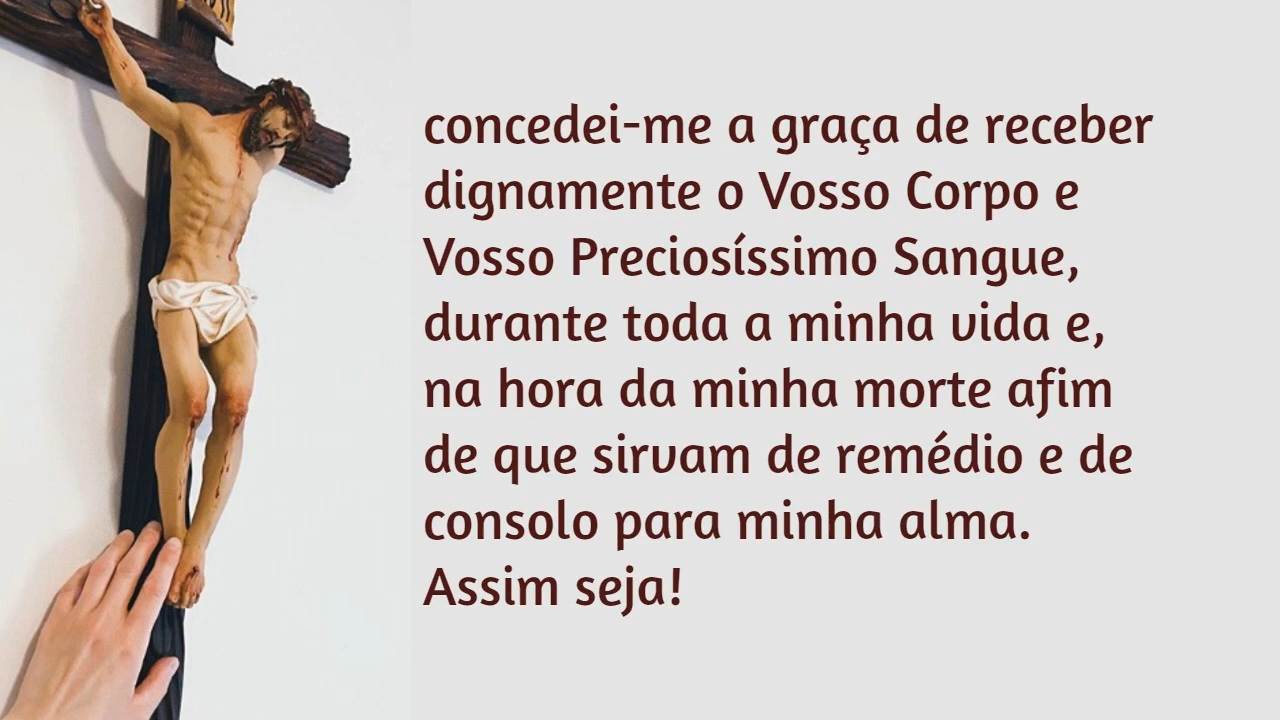 concedei-me a graça de receber
dignamente o Vosso Corpo e
Vosso Preciosíssimo Sangue,
durante toda a minha vida e,
na hora da minha morte afim
de que sirvam de remédio e de
consolo para minha alma.
Assim seja!